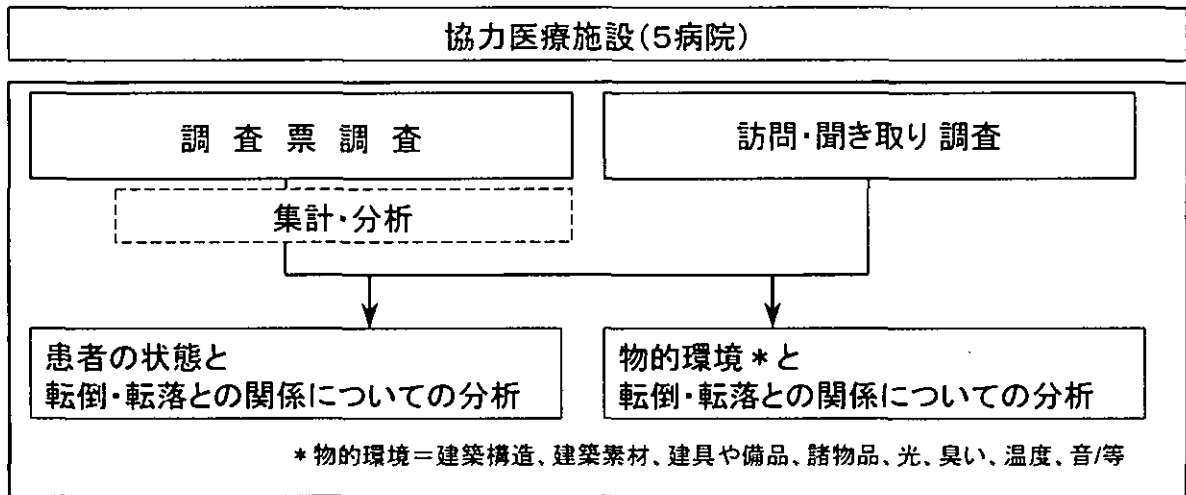 協力医療施設(5病院)
調 査 票 調 査
訪問・聞き取り 調査
集計・分析
患者の状態と
転倒・転落との関係についての分析
物的環境*と
転倒・転落との関係についての分析
*物的環境=建築構造、建築素材、建具や備品、諸物品、光、臭い、温度、音/等